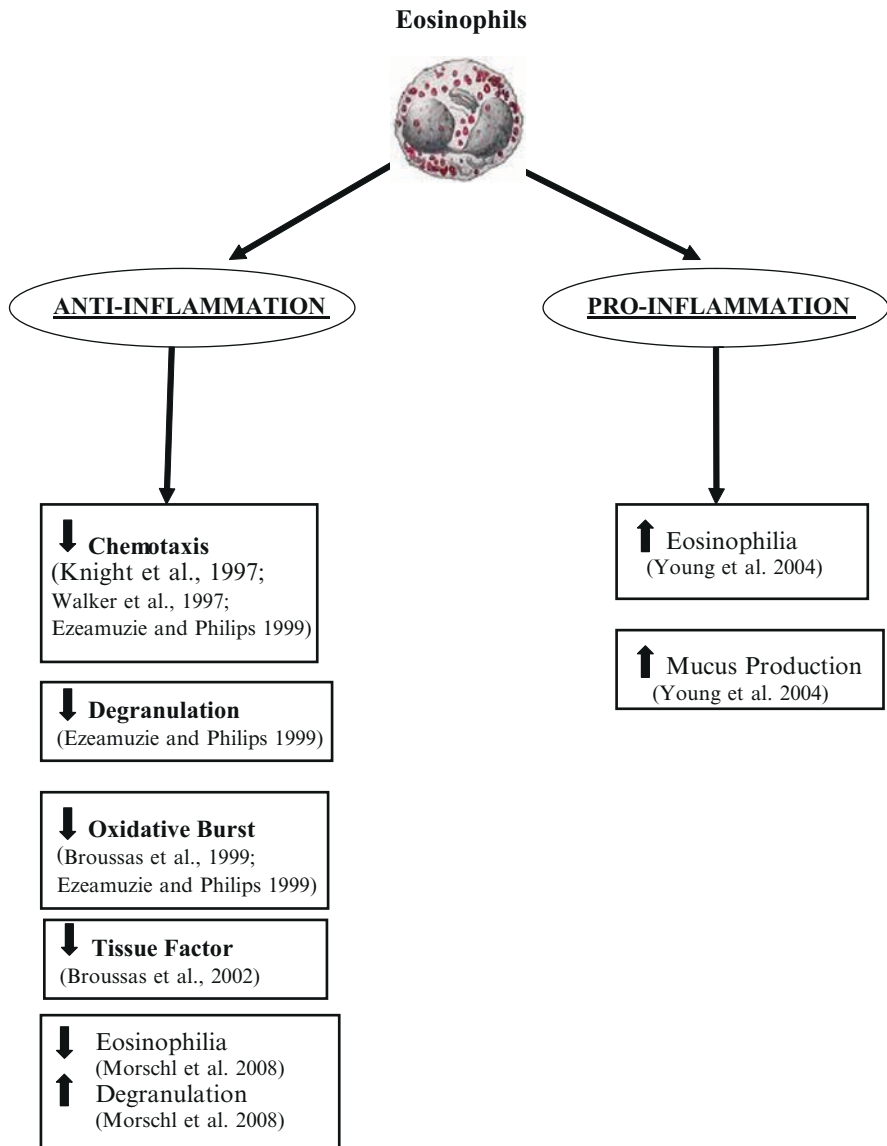 Eosinophils
ANTI-INFLAMMATION
PRO-INFLAMMATION
Chemotaxis
(Knight et al., 1997;
Walker et al., 1997;
Ezeamuzie and Philips 1999)
Degranulation
(Ezeamuzie and Philips 1999)
Oxidative Burst
(Broussas et al., 1999;
Ezeamuzie and Philips 1999)
Tissue Factor
(Broussas et al., 2002)
Eosinophilia
(Morschl et al. 2008)
Degranulation
(Morschl et al. 2008)
Eosinophilia
(Young et al. 2004)
Mucus Production
(Young et al. 2004)